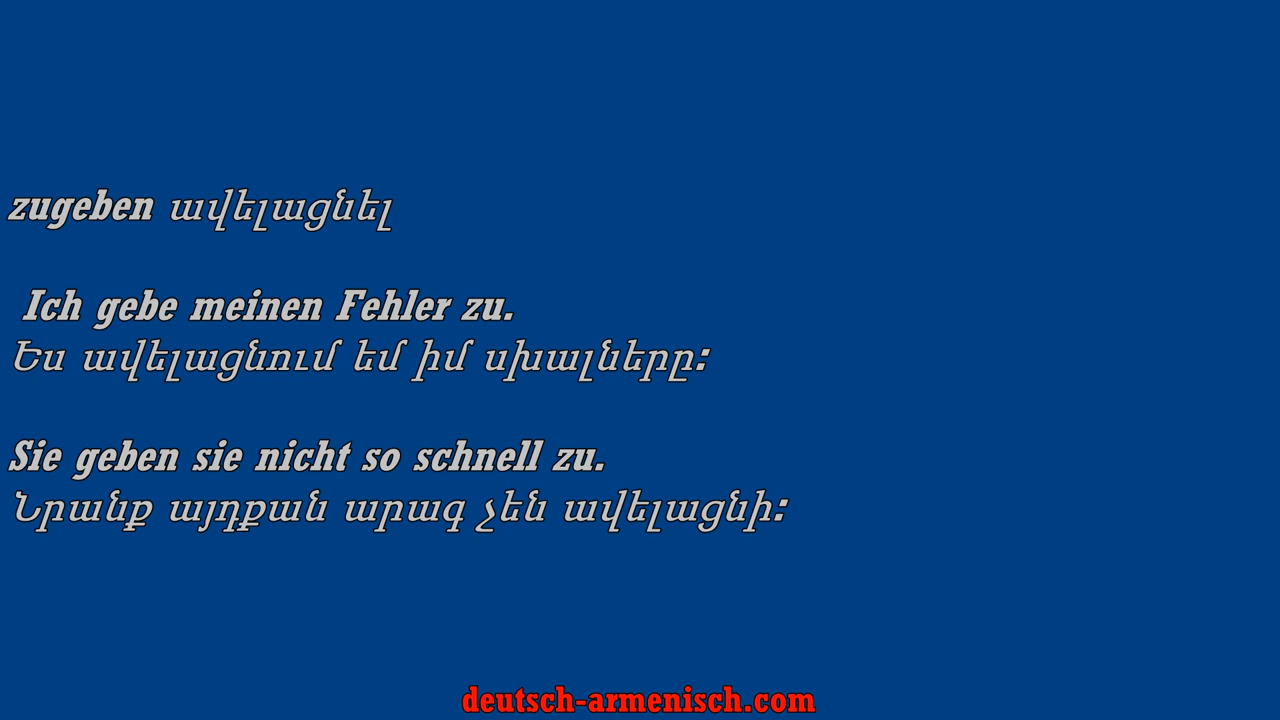 zugeben ավելացնել
Ich gebe meinen Fehler zu.
Ես ավելացնում եմ իմ սխալները:
Sie geben sie nicht so schnell zu.
Նրանք այդքան արագ չեն ավելացնի:
deutsch-armenisch.com